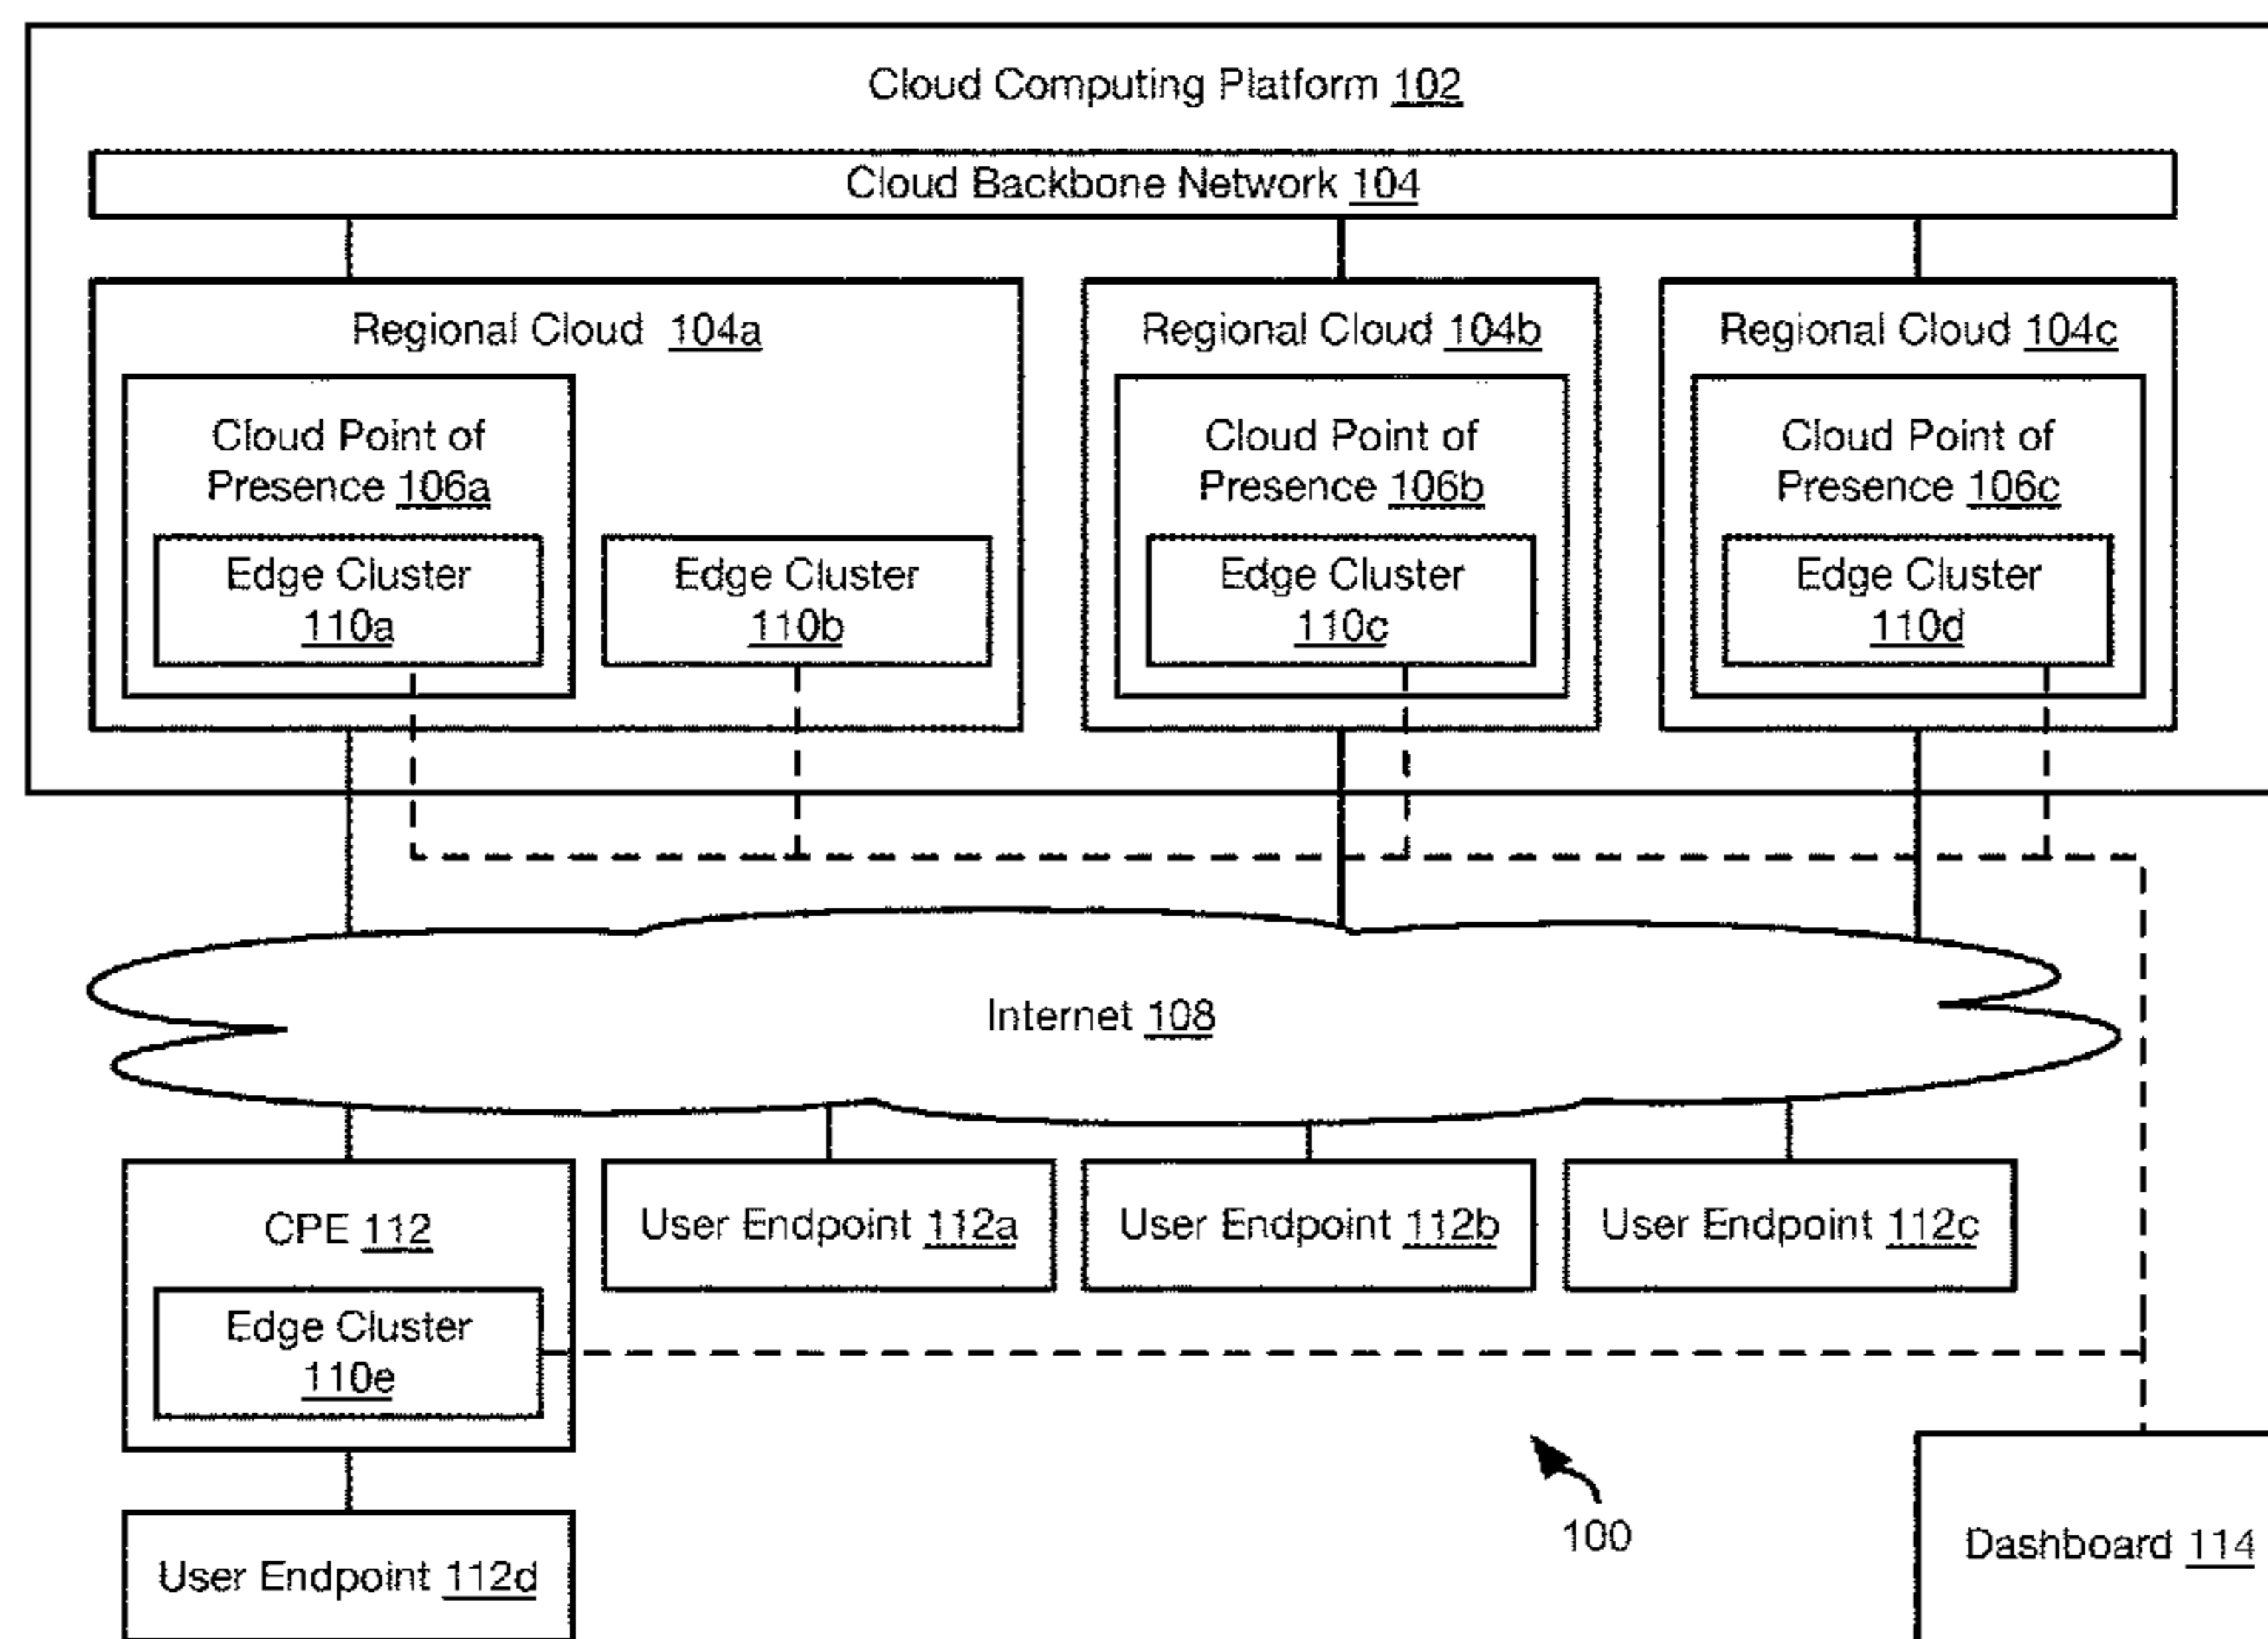 Cloud Computing Platform 102
Cloud Backbone Network 104
Regional Cloud 104a
Regional Cloud 104b
Regional Cloud 104c
Cloud Point of
Presence 106a
Cloud Point of
Presence 106b
Cloud Point of
Presence 106c
Edge Cluster
110a
Edge Cluster
110b
Edge Cluster
110c
Edge Cluster
110d
Internet 108
CPE 112
User Endpoint 112a
User Endpoint 112b
User Endpoint 112c
Edge Cluster
110e
100
User Endpoint 112d
Dashboard 114